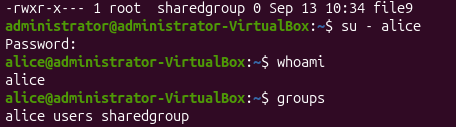 -rwxr-x--- 1 root  sharedgroup 0 Sep 13 10:34 file9
administrator@administrator-VirtualBox:~$ su - alice
Password:
alice@administrator-VirtualBox:~$ whoami
alice
alice@administrator-VirtualBox:~$ groups
alice users sharedgroup